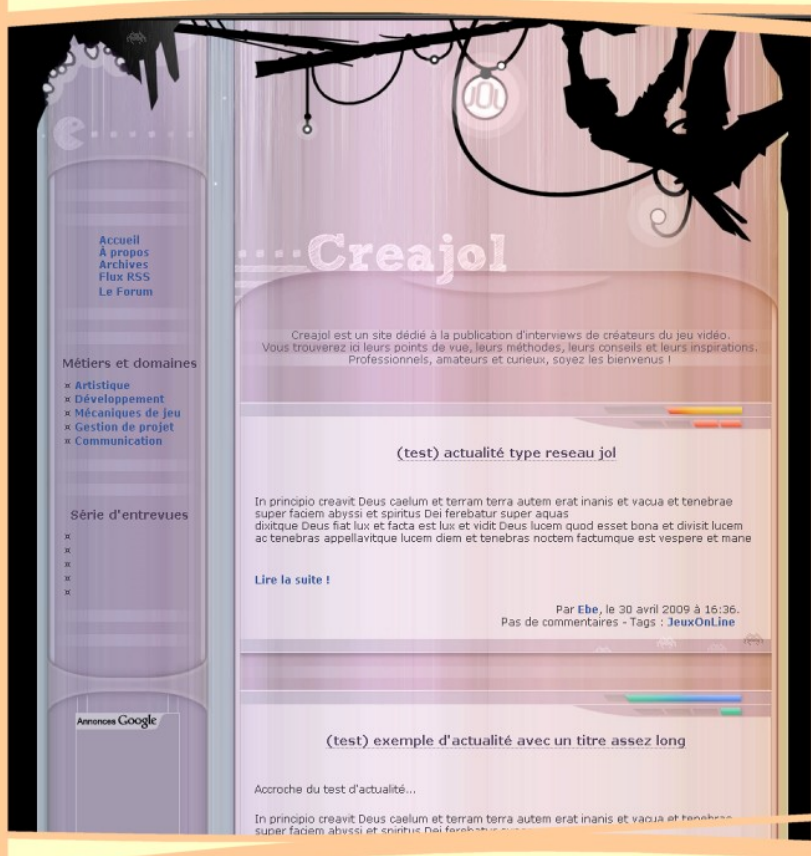 Creajol
Accueil
À propos
Archives
Flux RSS
Le Forum
Métiers et domaines
¤ Artistique
¤ Développement
¤ Mécaniques de jeu
¤ Gestion de projet
¤ Communication
Série d'entrevues
¤
¤
¤
¤
¤
Annonces Google
Creajol est un site dédié à la publication d'interviews de créateurs du jeu vidéo.
Vous trouverez ici leurs points de vue, leurs méthodes, leurs conseils et leurs inspirations.
Professionnels, amateurs et curieux, soyez les bienvenus !
(test) actualité type reseau jol
In principio creavit Deus caelum et terram terra autem erat inanis et vacua et tenebrae
super faciem abyssi et spiritus Dei ferebatur super aquas
dixitque Deus fiat lux et facta est lux et vidit Deus lucem quod esset bona et divisit lucem
ac tenebras appellavitque lucem diem et tenebras noctem factumque est vespere et mane
Lire la suite !
Par Ebe, le 30 avril 2009 à 16:36.
Pas de commentaires - Tags : JeuxOnLine
(test) exemple d'actualité avec un titre assez long
Accroche du test d'actualité...
In principio creavit Deus caelum et terram terra autem erat inanis et vacua et tenebrae
super faciem abyssi et spiritus Dei ferebatur